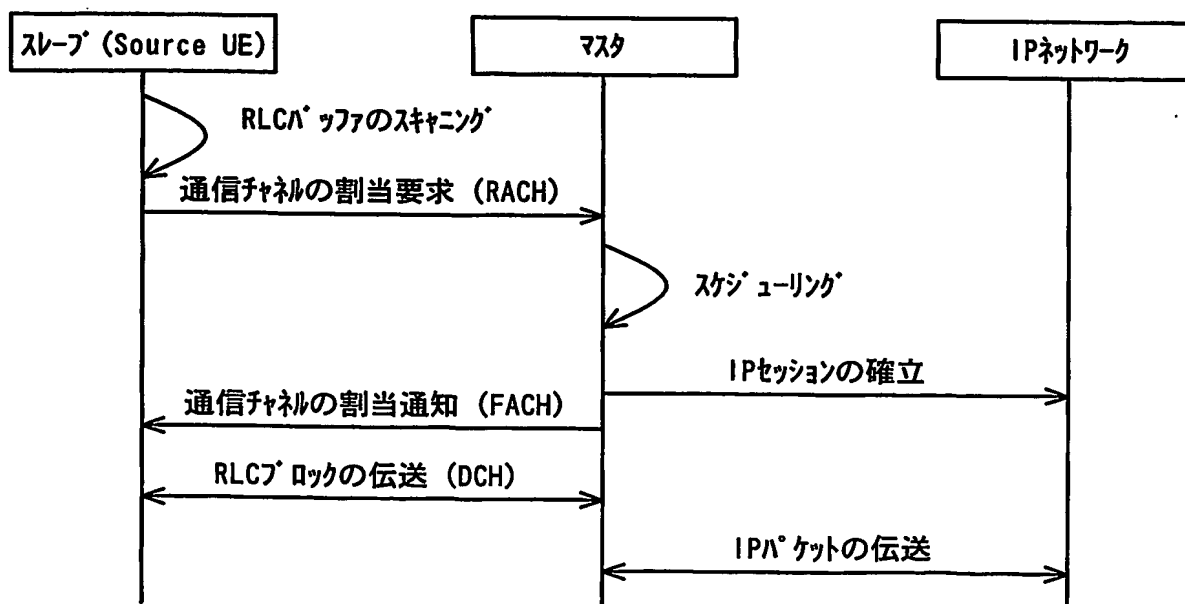 ｽﾚｰﾌﾞ (Source UE)
ﾏｽﾀ
IPﾈｯﾄﾜｰｸ
RLCﾊﾞｯﾌｧのｽｷｬﾆﾝｸﾞ
通信ﾁｬﾈﾙの割当要求 (RACH)
ｽｹｼﾞｭｰﾘﾝｸﾞ
IPｾｯｼｮﾝの確立
通信ﾁｬﾈﾙの割当通知 (FACH)
RLCﾌﾞﾛｯｸの伝送 (DCH)
IPﾊﾟｹｯﾄの伝送